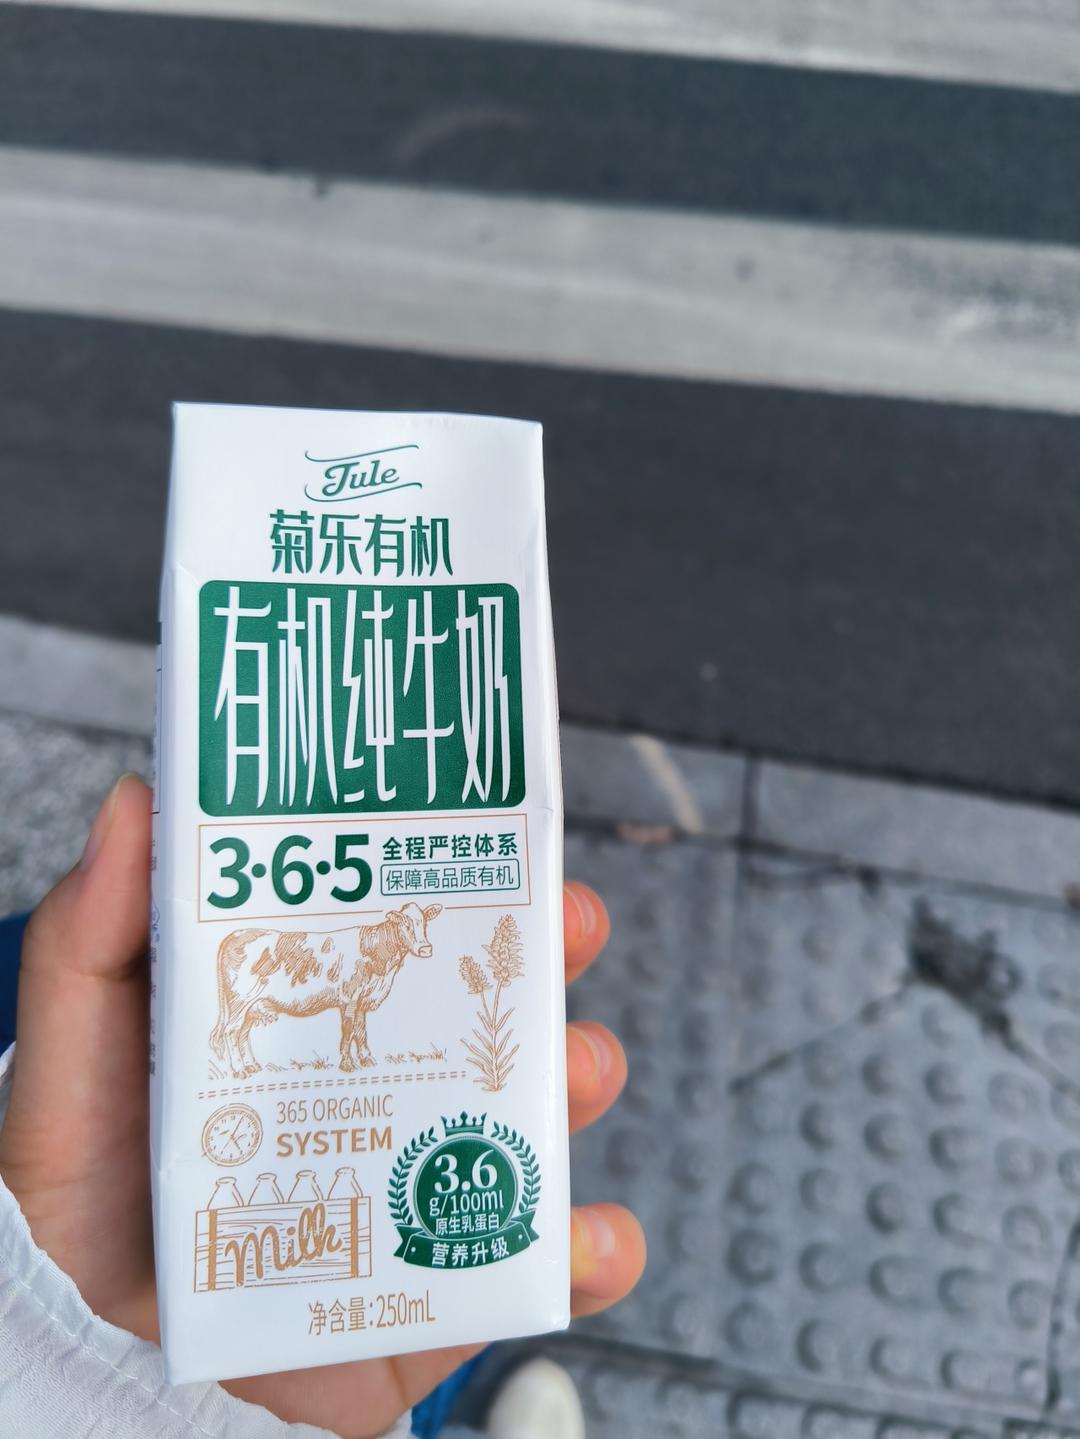 Jule
菊乐有机
有机纯牛奶
3·6·5 全程严控体系
保障高品质有机
365 ORGANIC
SYSTEM
3.6
g/100ml
原生乳蛋白
营养升级
milk
净含量:250mL